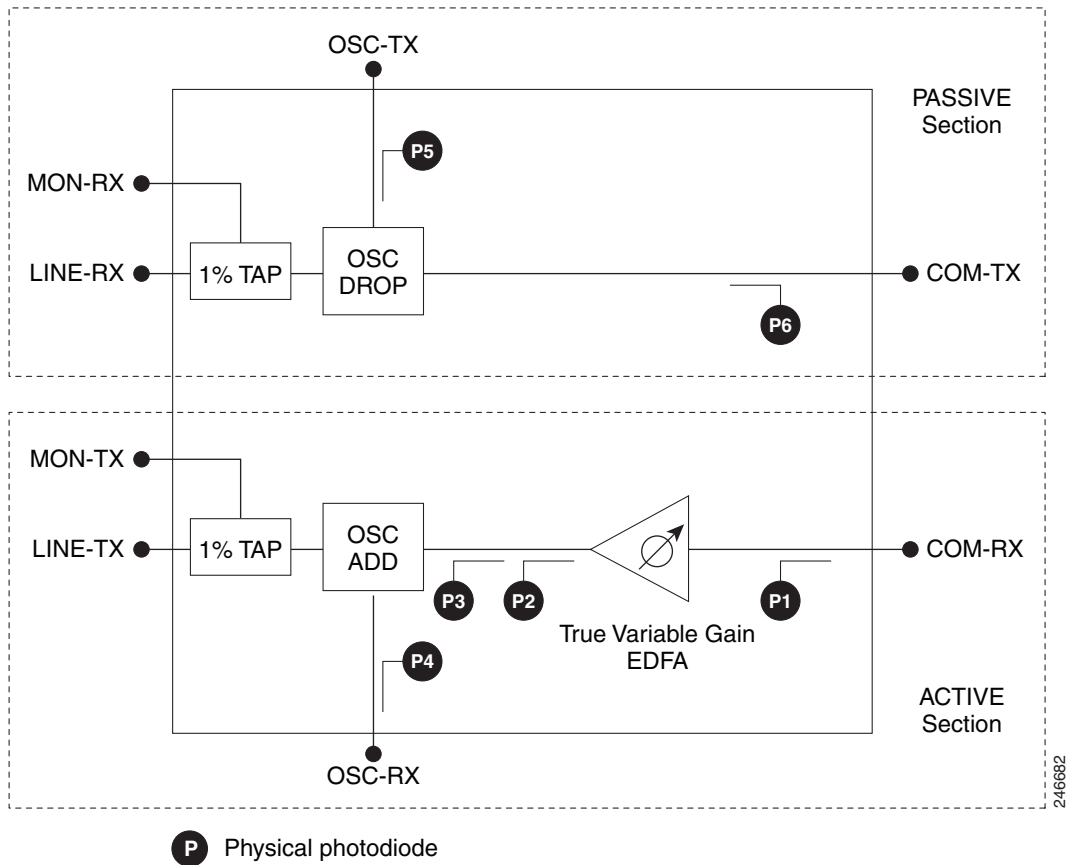 OSC-TX
PASSIVE
Section
P5
MON-RX
OSC
DROP
1% TAP
LINE-RX
COM-TX
P6
MON-TX
OSC
ADD
1% TAP
LINE-TX
COM-RX
P3
P2
P1
True Variable Gain
EDFA
P4
ACTIVE
Section
OSC-RX
246682
P Physical photodiode